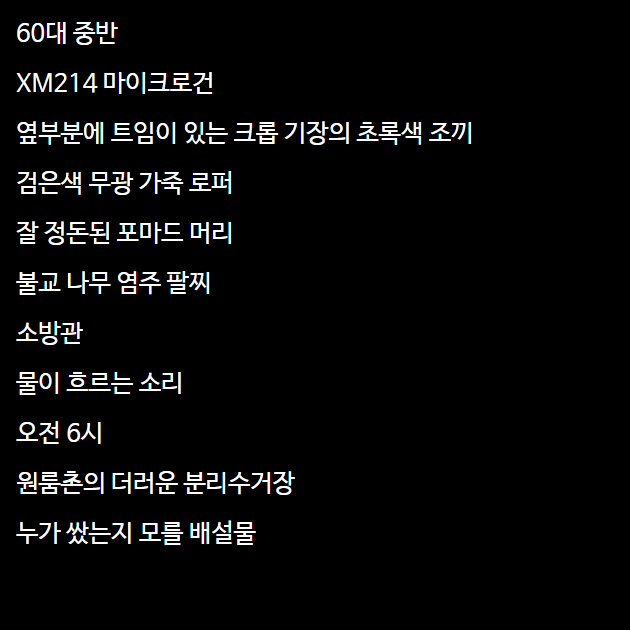 60대 중반
XM214 마이크로건
옆부분에 트임이 있는 크롭 기장의 초록색 조끼
검은색 무광 가죽 로퍼
잘 정돈된 포마드 머리
불교 나무 염주 팔찌
소방관
물이 흐르는 소리
오전 6시
원룸촌의 더러운 분리수거장
누가 쌌는지 모를 배설물